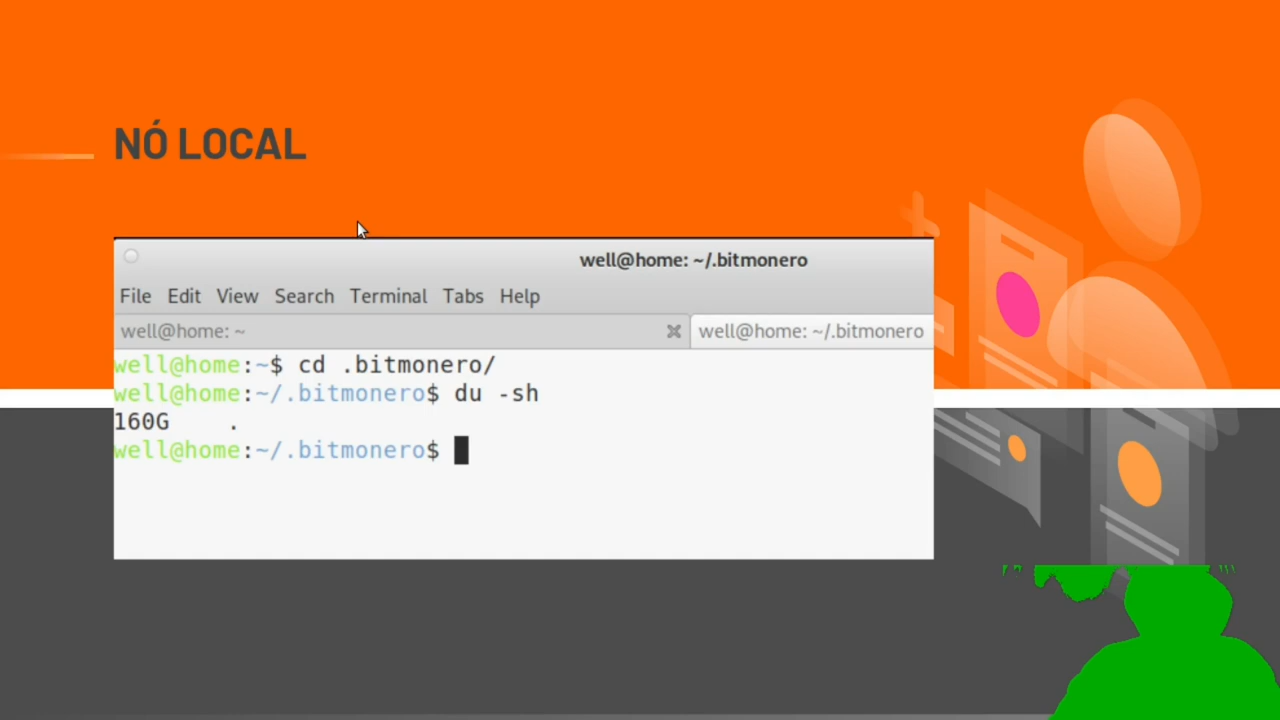 NÓ LOCAL
well@home: ~/.bitmonero
File Edit View Search Terminal Tabs Help
well@home: ~ well@home: ~/.bitmonero
well@home:~$ cd .bitmonero/
well@home:~/.bitmonero$ du -sh
160G .
well@home:~/.bitmonero$